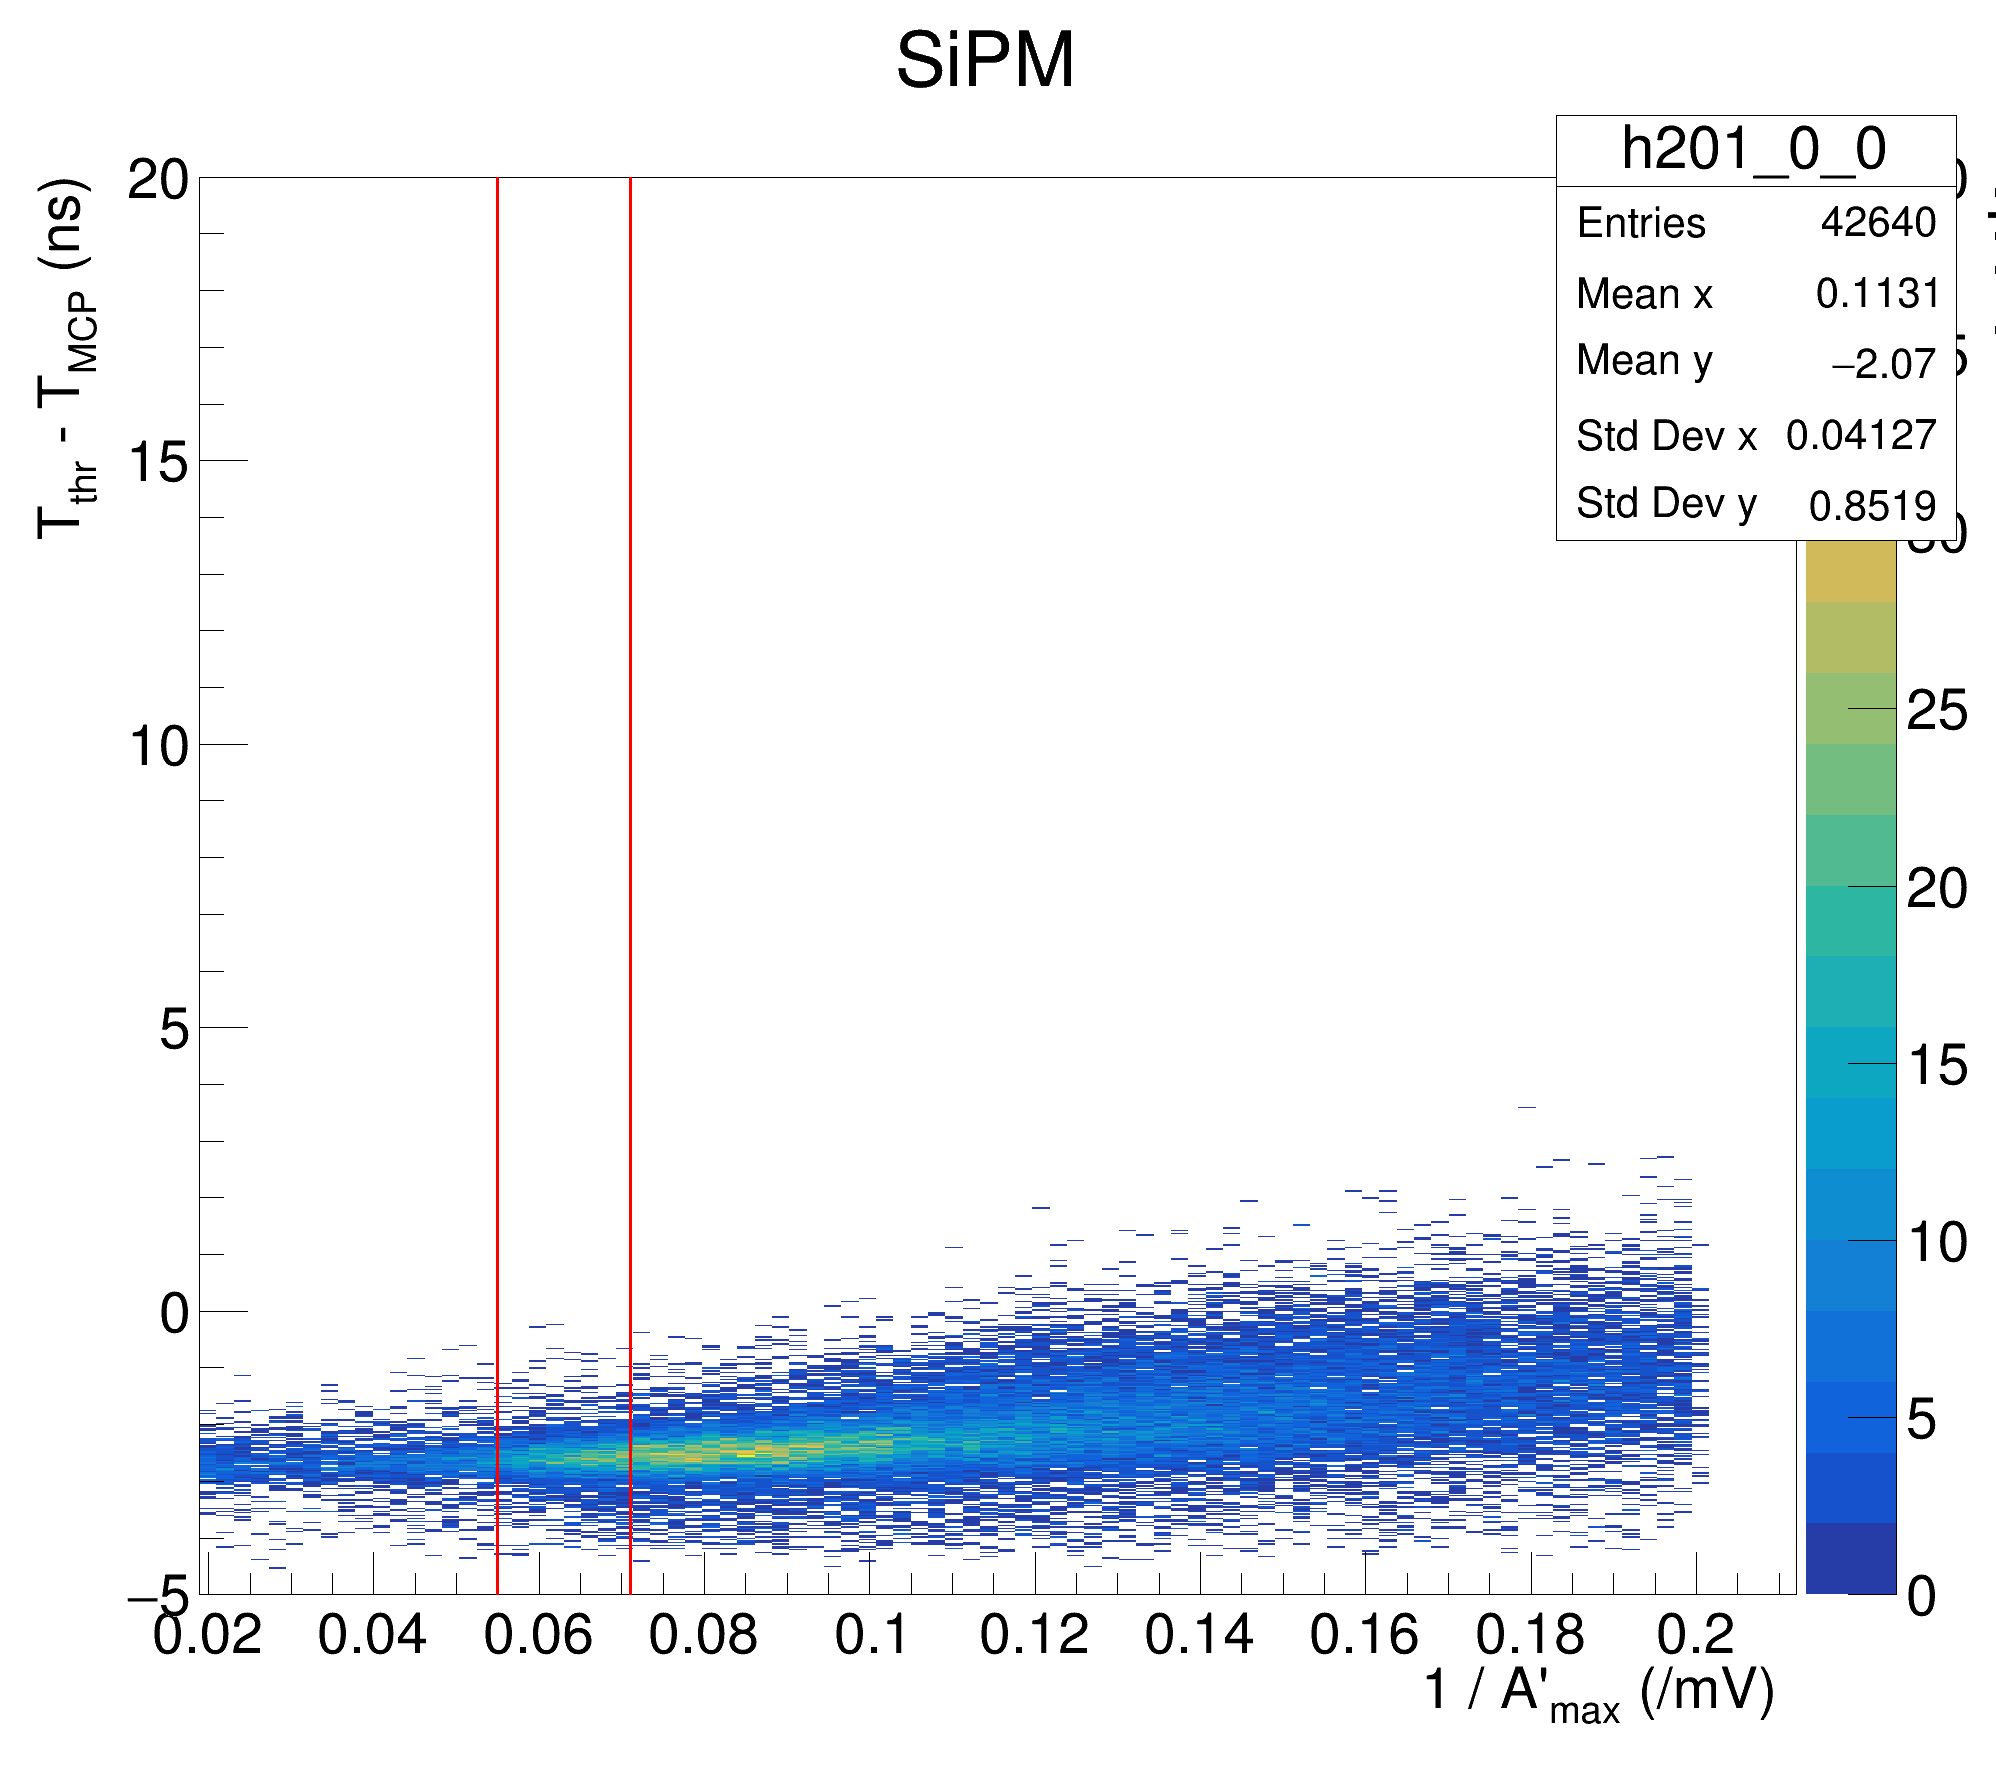 SiPM
h201_0_0
Entries 42640
Mean x 0.1131
Mean y −2.07
Std Dev x 0.04127
Std Dev y 0.8519
T_thr - T_MCP (ns)
20
15
10
5
0
−5
0.02 0.04 0.06 0.08 0.1 0.12 0.14 0.16 0.18 0.2
1 / A'_max (/mV)
25
20
15
10
5
0